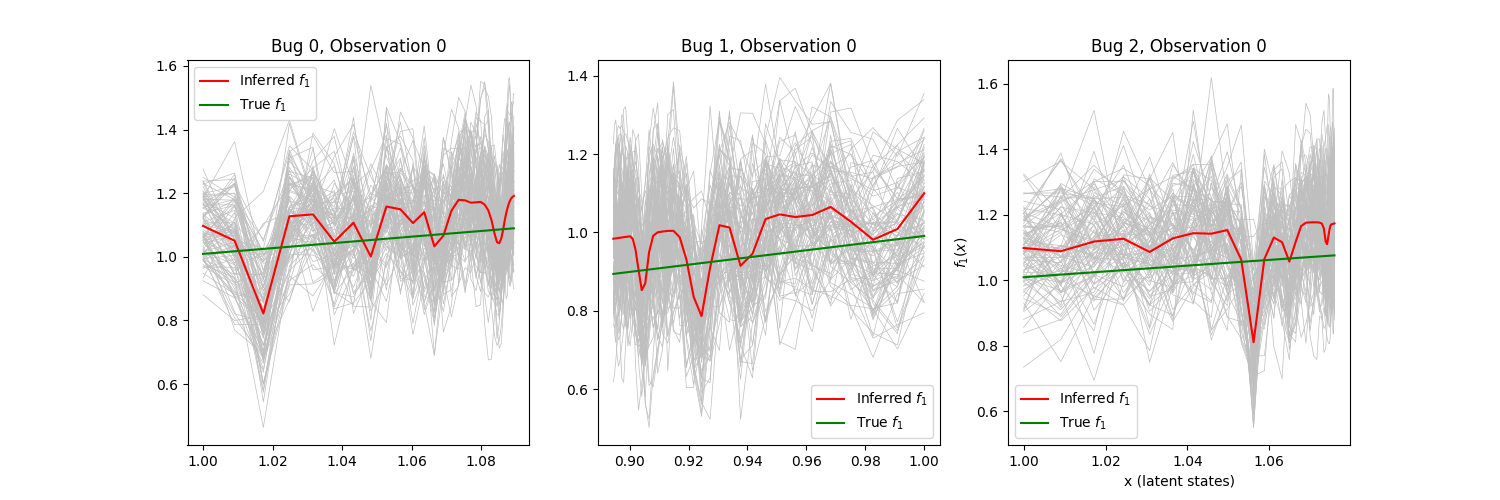 Bug 0, Observation 0
Inferred f₁
True f₁
1.6
1.4
1.2
1.0
0.8
0.6
1.00 1.02 1.04 1.06 1.08
Bug 1, Observation 0
1.4
1.2
1.0
0.8
0.6
Inferred f₁
True f₁
0.90 0.92 0.94 0.96 0.98 1.00
Bug 2, Observation 0
f₁(x)
1.6
1.4
1.2
1.0
0.8
0.6
Inferred f₁
True f₁
1.00 1.02 1.04 1.06
x (latent states)